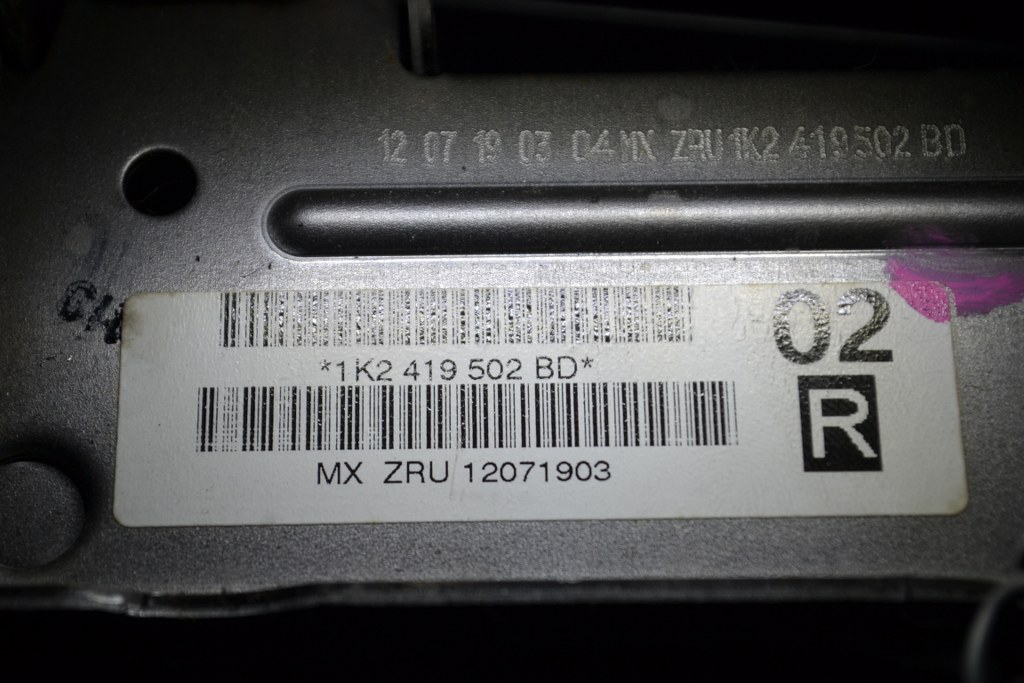 12 07 19 03 04 MX ZRU 1K2 419 502 BD
*1K2 419 502 BD*
MX ZRU 12071903
02
R